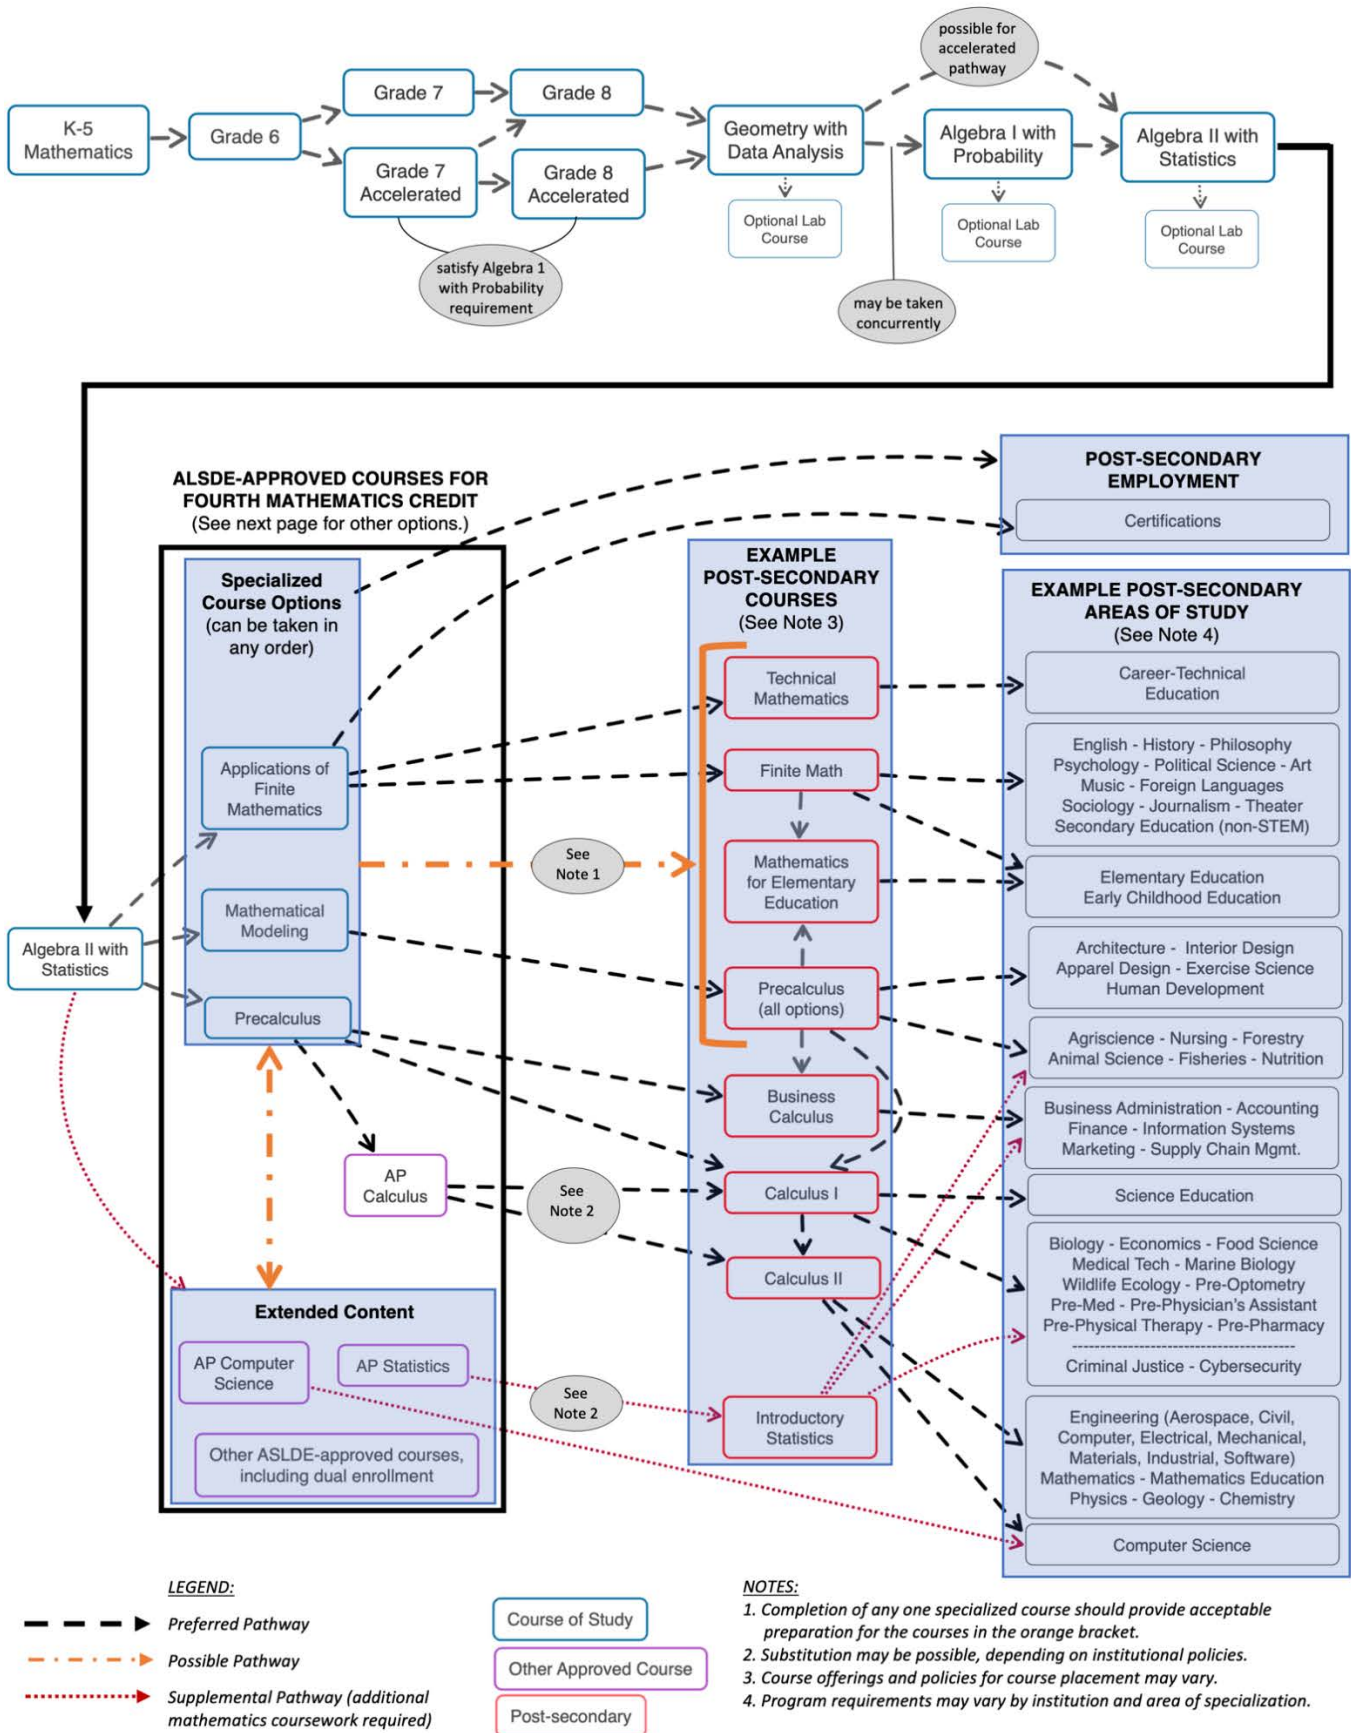 possible for
accelerated
pathway
K-5
Mathematics
Grade 6
Grade 7
Grade 8
Grade 7
Accelerated
Grade 8
Accelerated
Geometry with
Data Analysis
Algebra I with
Probability
Algebra II with
Statistics
Optional Lab
Course
Optional Lab
Course
Optional Lab
Course
satisfy Algebra 1
with Probability
requirement
may be taken
concurrently
ALSDE-APPROVED COURSES FOR
FOURTH MATHEMATICS CREDIT
(See next page for other options.)
Algebra II with
Statistics
Specialized
Course Options
(can be taken in
any order)
Applications of
Finite
Mathematics
Mathematical
Modeling
Precalculus
AP
Calculus
Extended Content
AP Computer
Science
AP Statistics
Other ASLDE-approved courses,
including dual enrollment
See
Note 1
See
Note 2
See
Note 2
EXAMPLE
POST-SECONDARY
COURSES
(See Note 3)
Technical
Mathematics
Finite Math
Mathematics
for Elementary
Education
Precalculus
(all options)
Business
Calculus
Calculus I
Calculus II
Introductory
Statistics
POST-SECONDARY
EMPLOYMENT
Certifications
EXAMPLE POST-SECONDARY
AREAS OF STUDY
(See Note 4)
Career-Technical
Education
English - History - Philosophy
Psychology - Political Science - Art
Music - Foreign Languages
Sociology - Journalism - Theater
Secondary Education (non-STEM)
Elementary Education
Early Childhood Education
Architecture - Interior Design
Apparel Design - Exercise Science
Human Development
Agriscience - Nursing - Forestry
Animal Science - Fisheries - Nutrition
Business Administration - Accounting
Finance - Information Systems
Marketing - Supply Chain Mgmt.
Science Education
Biology - Economics - Food Science
Medical Tech - Marine Biology
Wildlife Ecology - Pre-Optometry
Pre-Med - Pre-Physician's Assistant
Pre-Physical Therapy - Pre-Pharmacy
Criminal Justice - Cybersecurity
Engineering (Aerospace, Civil,
Computer, Electrical, Mechanical,
Materials, Industrial, Software)
Mathematics - Mathematics Education
Physics - Geology - Chemistry
Computer Science
LEGEND:
Preferred Pathway
Possible Pathway
Supplemental Pathway (additional
mathematics coursework required)
Course of Study
Other Approved Course
Post-secondary
NOTES:
1. Completion of any one specialized course should provide acceptable
preparation for the courses in the orange bracket.
2. Substitution may be possible, depending on institutional policies.
3. Course offerings and policies for course placement may vary.
4. Program requirements may vary by institution and area of specialization.